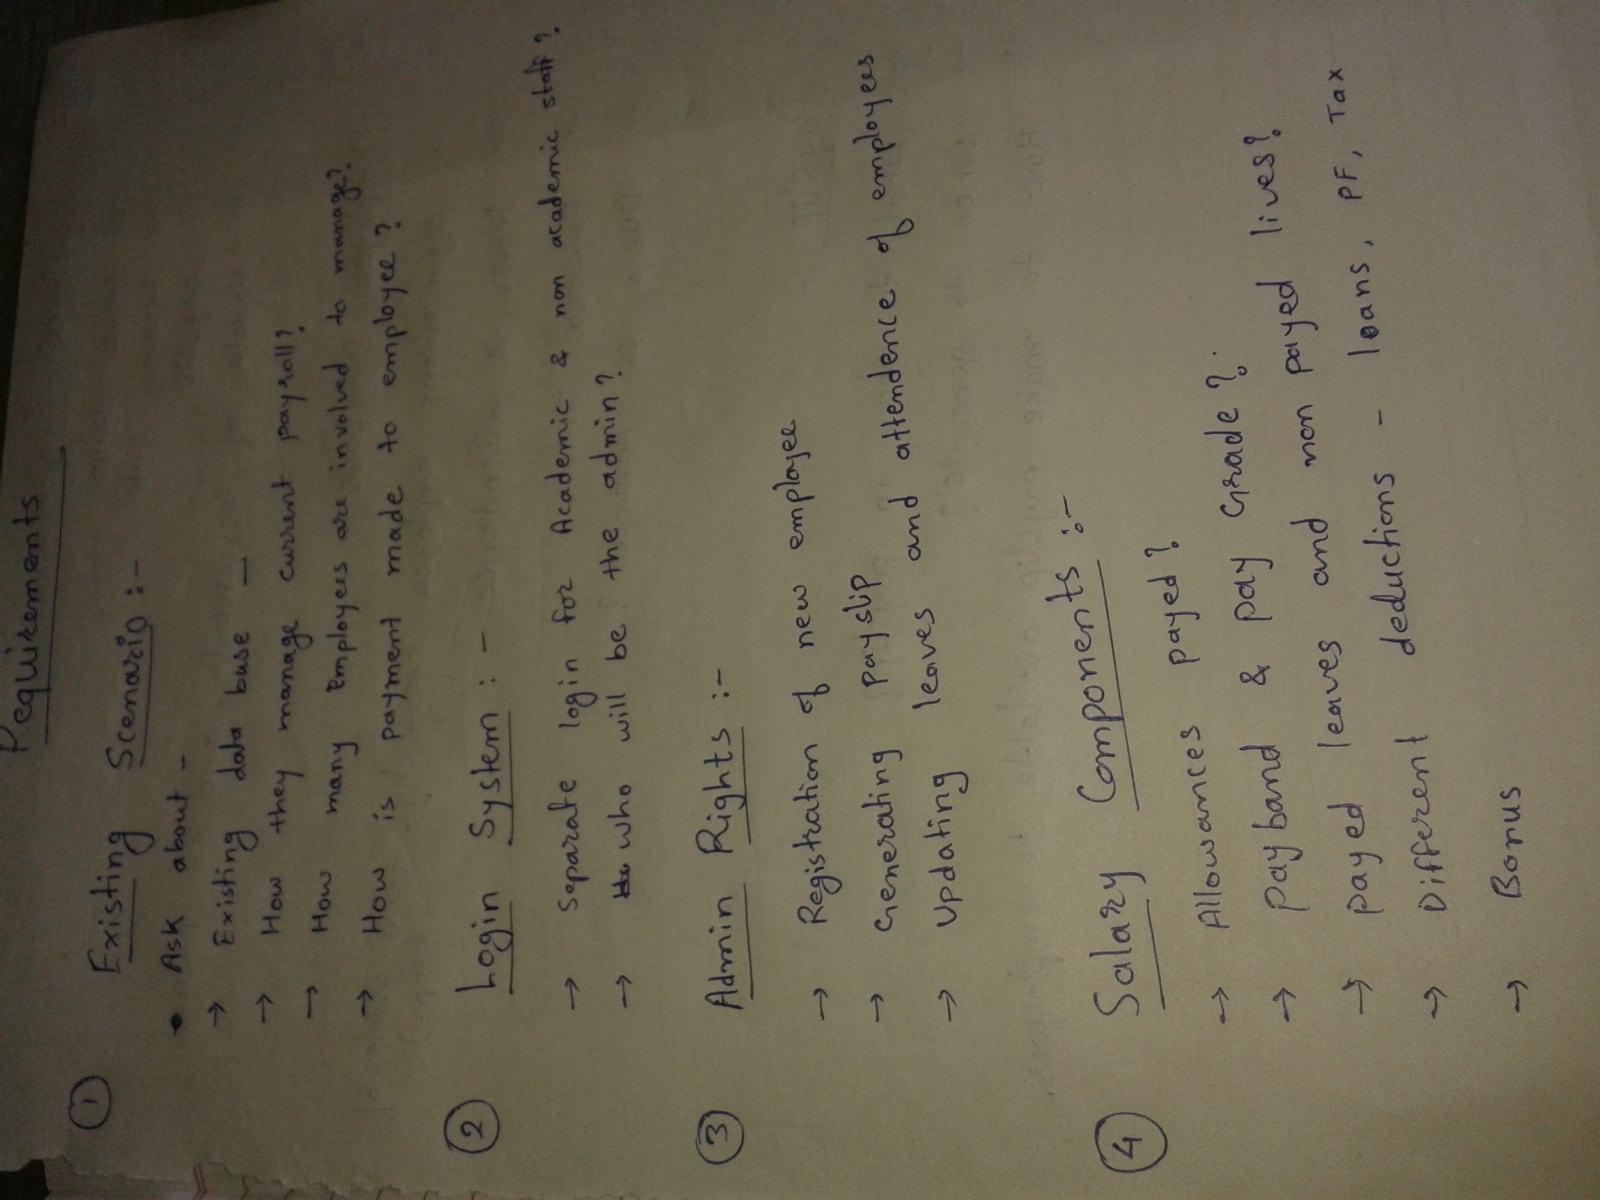 Requirements
1
Existing Scenario :-
• Ask about -
→ Existing data base -
→ How they manage current payroll?
→ How many employees are involved to manage?
→ How is payment made to employee?
2
Login System : -
→ Separate login for Academic & non academic staff?
→ Ho who will be the admin?
3
Admin Rights :-
→ Registration of new employee
→ Generating payslip
→ Updating leaves and attendence of employees
4
Salary Components :-
→ Allowances payed?
→ Payband & pay Grade?
→ payed leaves and non payed lives?
→ Different deductions - loans, PF, Tax
→ Bonus